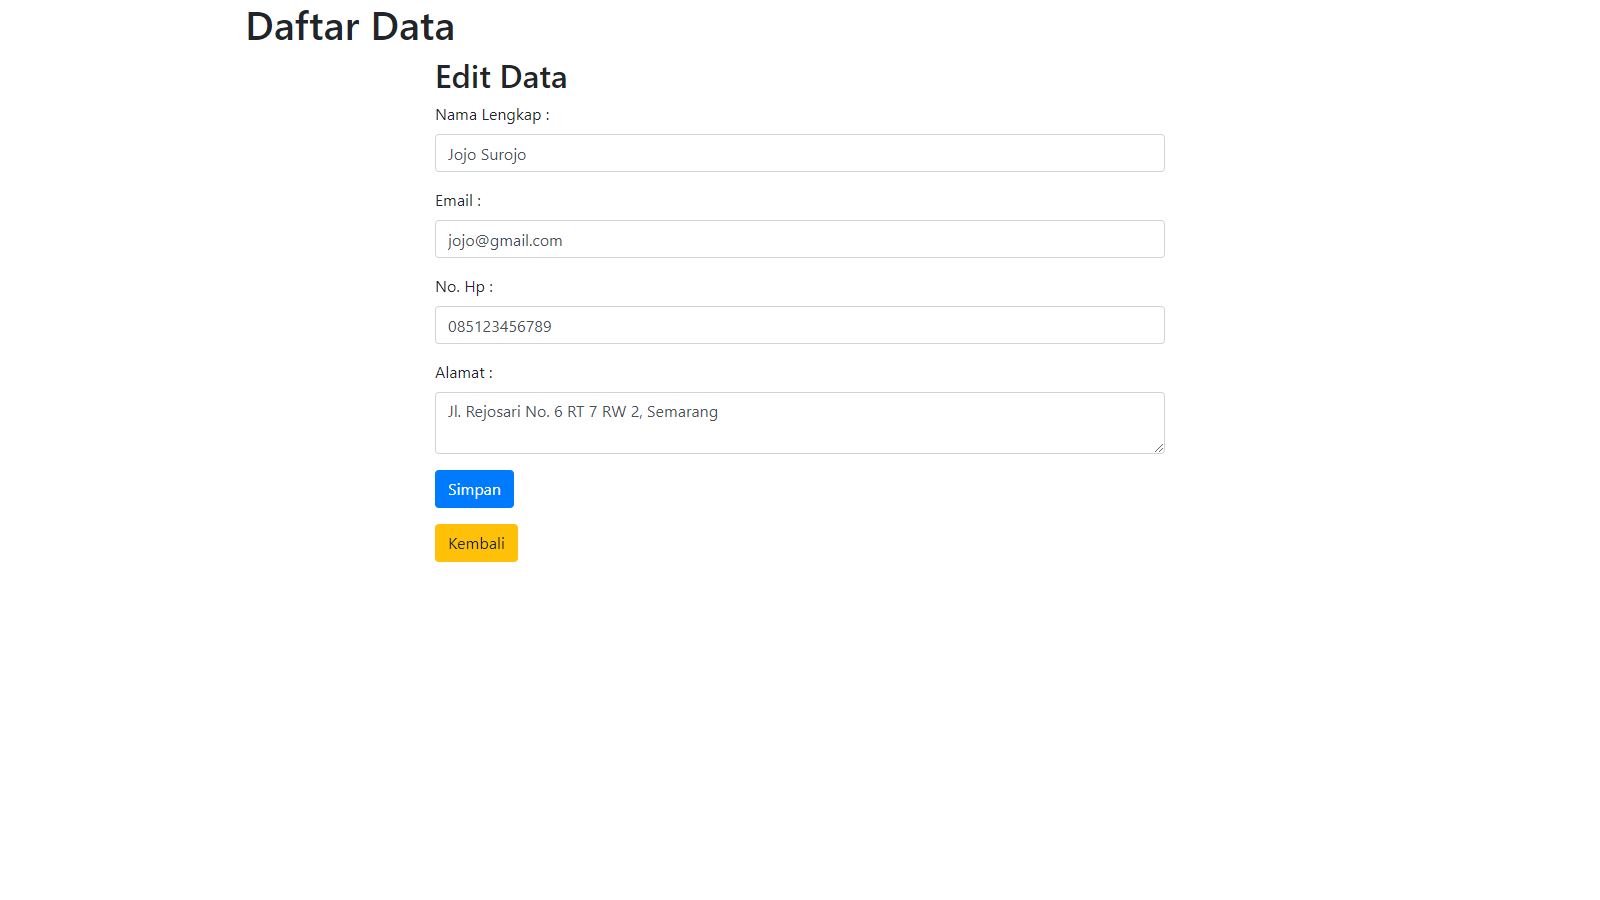 Daftar Data
Edit Data
Nama Lengkap :
Jojo Surojo
Email :
jojo@gmail.com
No. Hp :
085123456789
Alamat :
Jl. Rejosari No. 6 RT 7 RW 2, Semarang
Simpan
Kembali